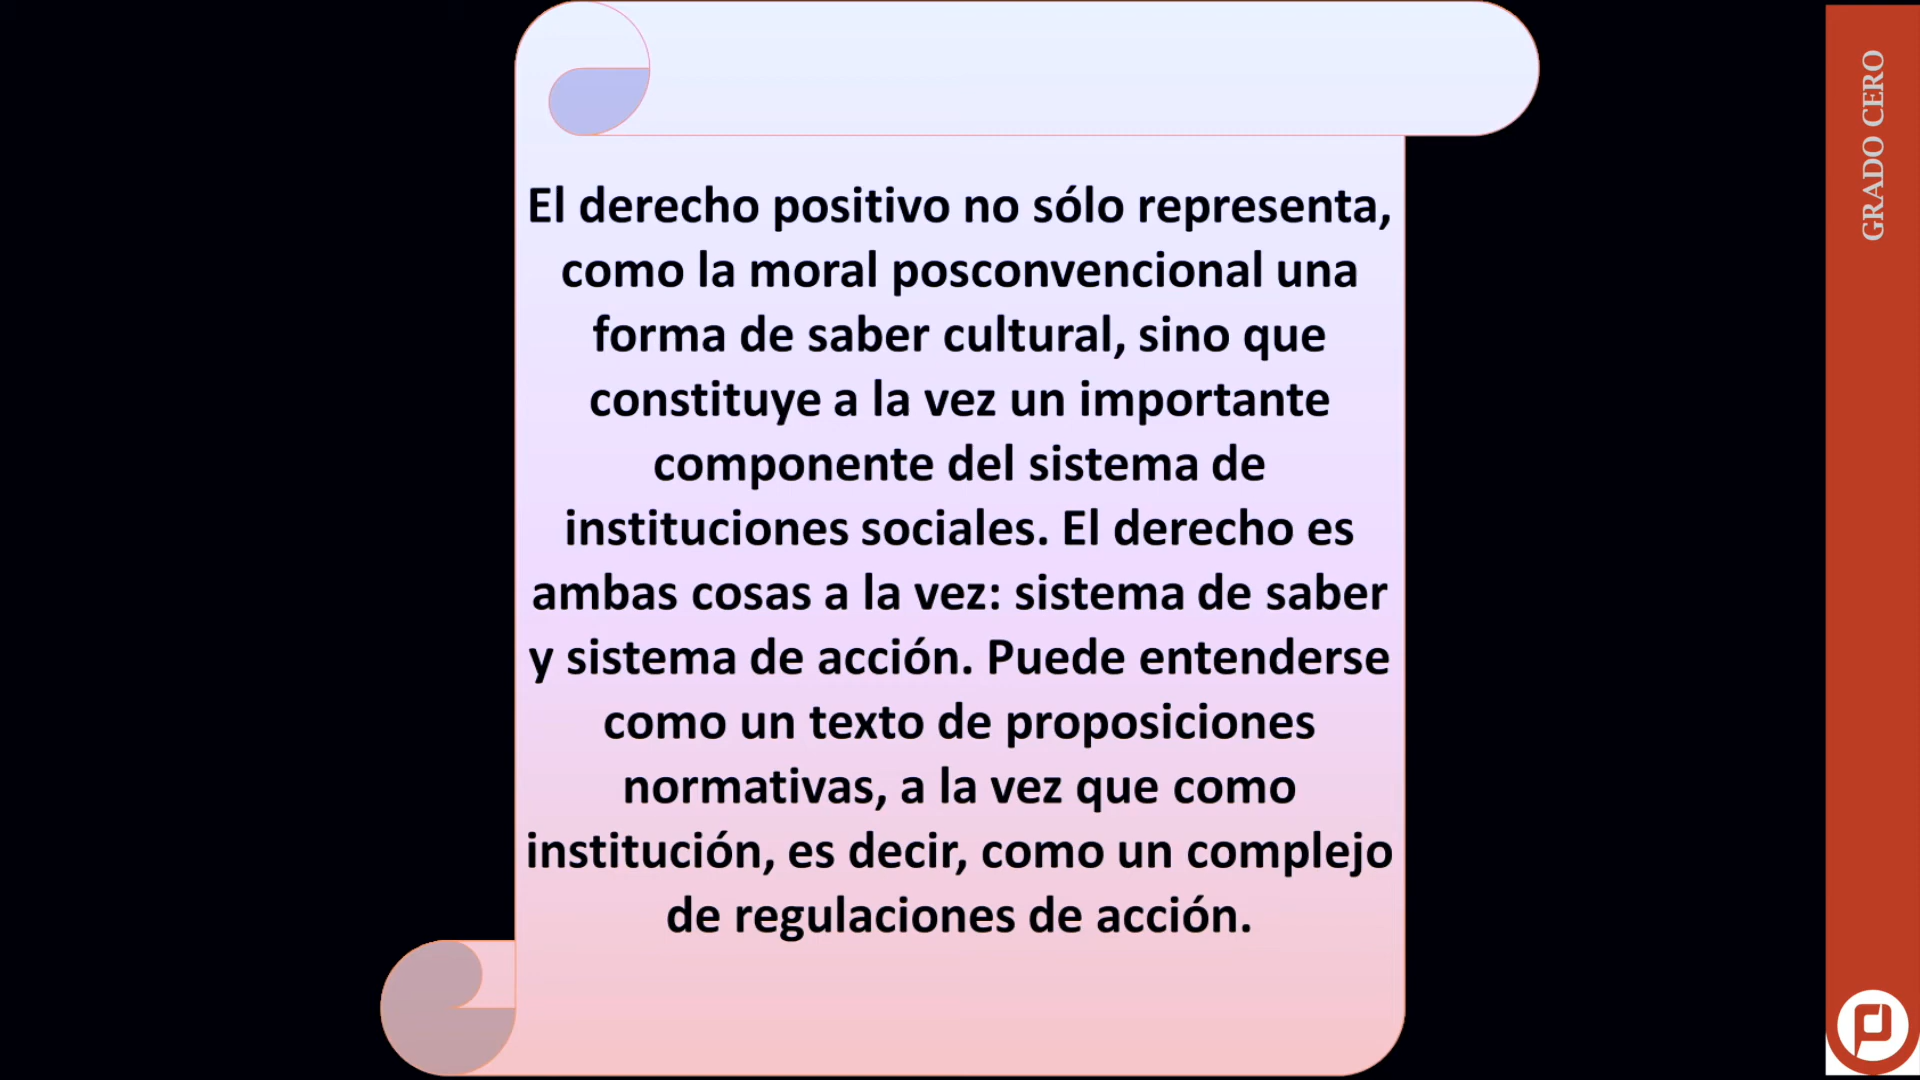 El derecho positivo no sólo representa,
como la moral posconvencional una
forma de saber cultural, sino que
constituye a la vez un importante
componente del sistema de
instituciones sociales. El derecho es
ambas cosas a la vez: sistema de saber
y sistema de acción. Puede entenderse
como un texto de proposiciones
normativas, a la vez que como
institución, es decir, como un complejo
de regulaciones de acción.
GRADO CERO